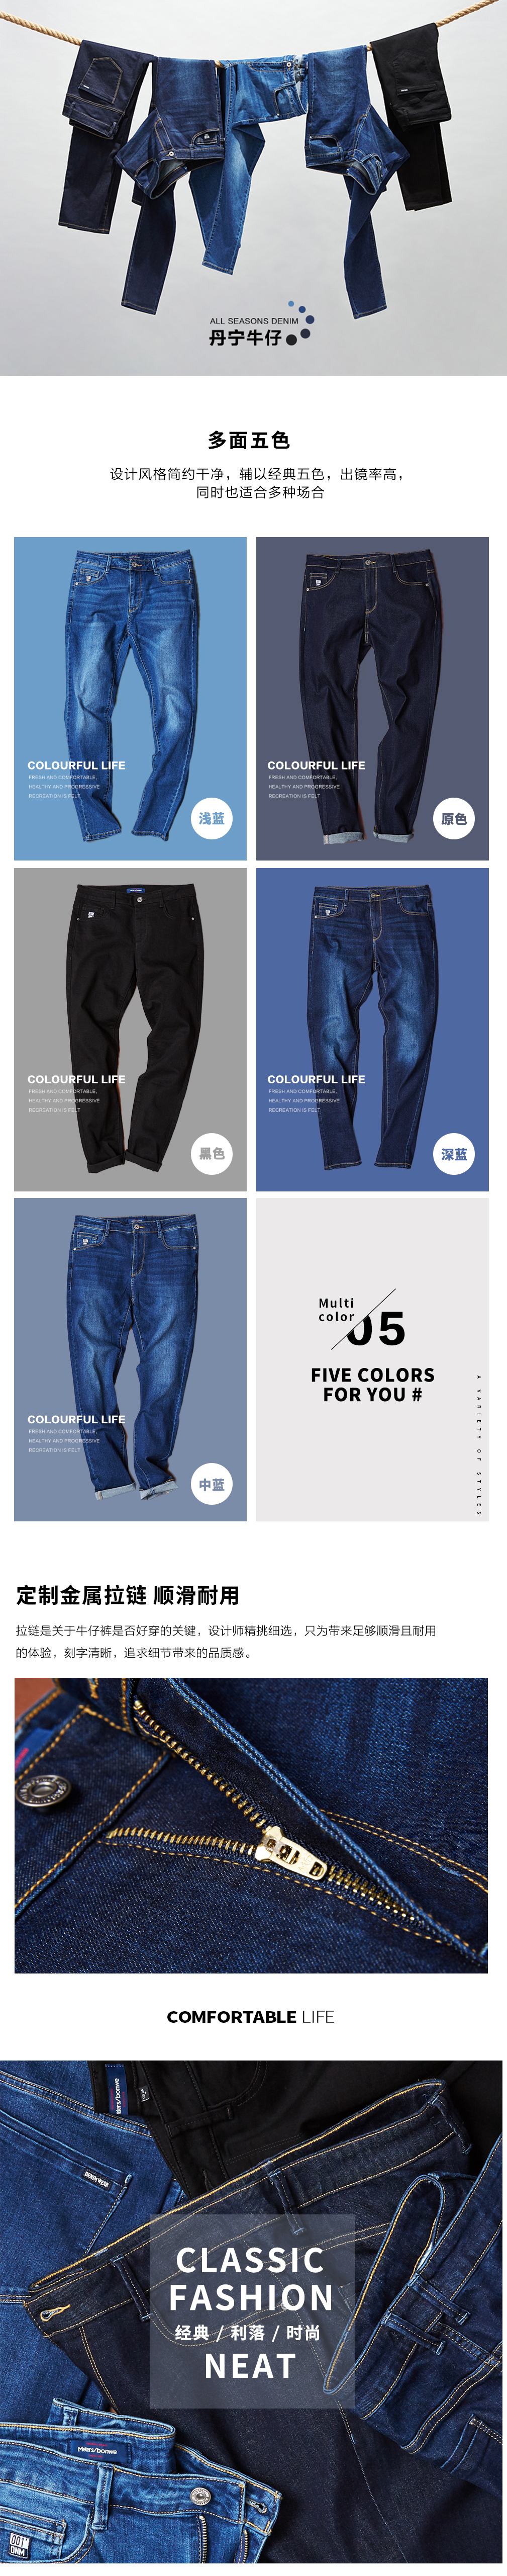 ALL SEASONS DENIM
丹宁牛仔
多面五色
设计风格简约干净，辅以经典五色，出镜率高，
同时也适合多种场合
COLOURFUL LIFE
FRESH AND COMFORTABLE,
HEALTHY AND PROGRESSIVE
RECREATION IS FELT
浅蓝
COLOURFUL LIFE
FRESH AND COMFORTABLE,
HEALTHY AND PROGRESSIVE
RECREATION IS FELT
原色
COLOURFUL LIFE
FRESH AND COMFORTABLE,
HEALTHY AND PROGRESSIVE
RECREATION IS FELT
黑色
COLOURFUL LIFE
FRESH AND COMFORTABLE,
HEALTHY AND PROGRESSIVE
RECREATION IS FELT
深蓝
COLOURFUL LIFE
FRESH AND COMFORTABLE,
HEALTHY AND PROGRESSIVE
RECREATION IS FELT
中蓝
Multi
color
05
FIVE COLORS
FOR YOU #
A VARIETY OF STYLES
定制金属拉链 顺滑耐用
拉链是关于牛仔裤是否好穿的关键，设计师精挑细选，只为带来足够顺滑且耐用
的体验，刻字清晰，追求细节带来的品质感。
COMFORTABLE LIFE
CLASSIC
FASHION
经典 / 利落 / 时尚
NEAT
Meters/bonwe
001
DNM